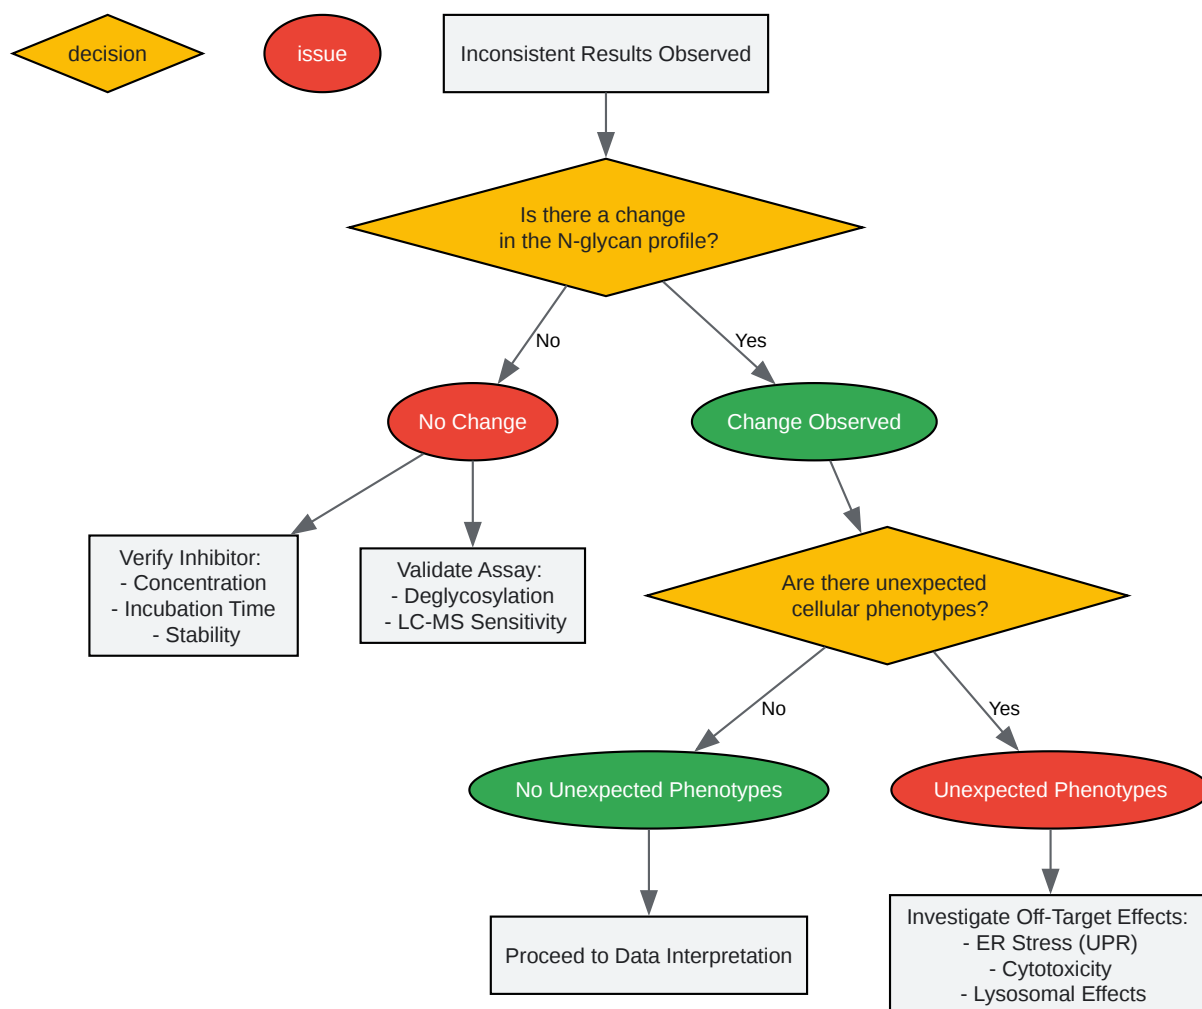 decision
issue
Inconsistent Results Observed
Is there a change
in the N-glycan profile?
No
Yes
No Change
Change Observed
Verify Inhibitor:
- Concentration
- Incubation Time
- Stability
Validate Assay:
- Deglycosylation
- LC-MS Sensitivity
Are there unexpected
cellular phenotypes?
No
Yes
No Unexpected Phenotypes
Unexpected Phenotypes
Proceed to Data Interpretation
Investigate Off-Target Effects:
- ER Stress (UPR)
- Cytotoxicity
- Lysosomal Effects